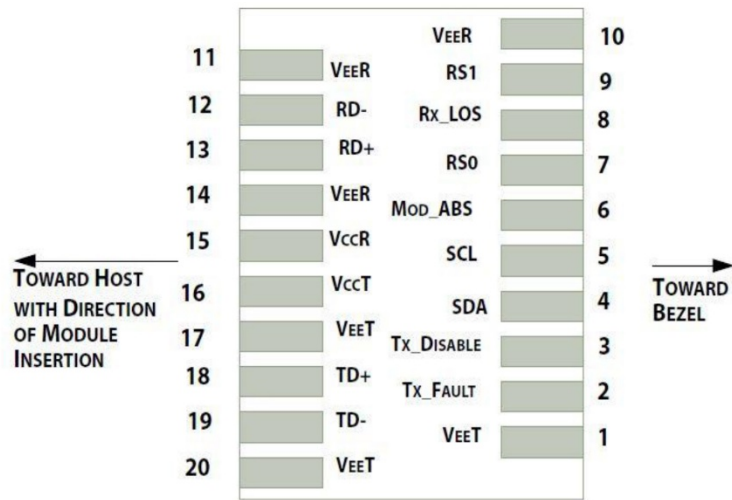 11 VEER
12 RD-
13 RD+
14 VEER
15 VCCR
16 VCCT
17 VEET
18 TD+
19 TD-
20 VEET
VEER 10
RS1 9
RX_LOS 8
RS0 7
MOD_ABS 6
SCL 5
SDA 4
TX_DISABLE 3
TX_FAULT 2
VEET 1
TOWARD HOST
WITH DIRECTION
OF MODULE
INSERTION
TOWARD
BEZEL